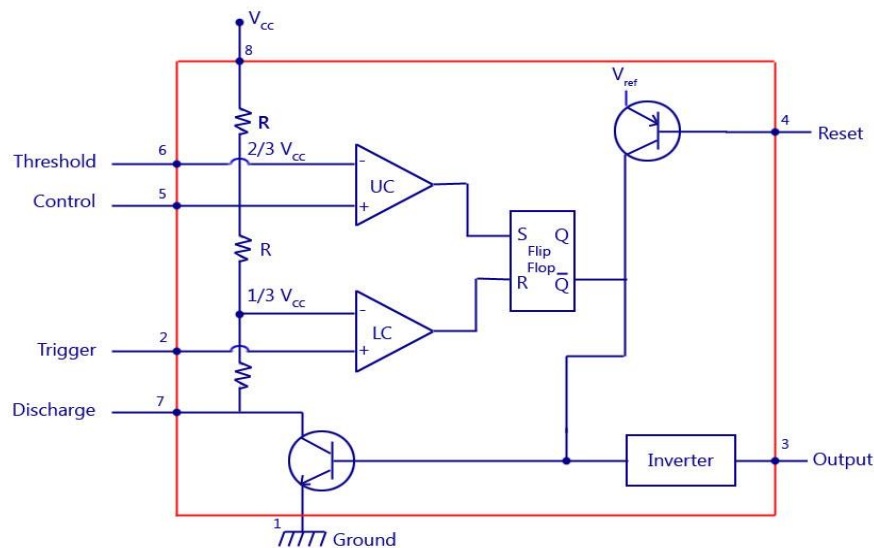 Vcc
8
R
Vref
4
Reset
Threshold
6
2/3 Vcc
-
UC
Control
5
+
S Q
Flip
Flop
R Q̅
R
1/3 Vcc
-
LC
Trigger
2
+
Discharge
7
Inverter
3
Output
1
Ground